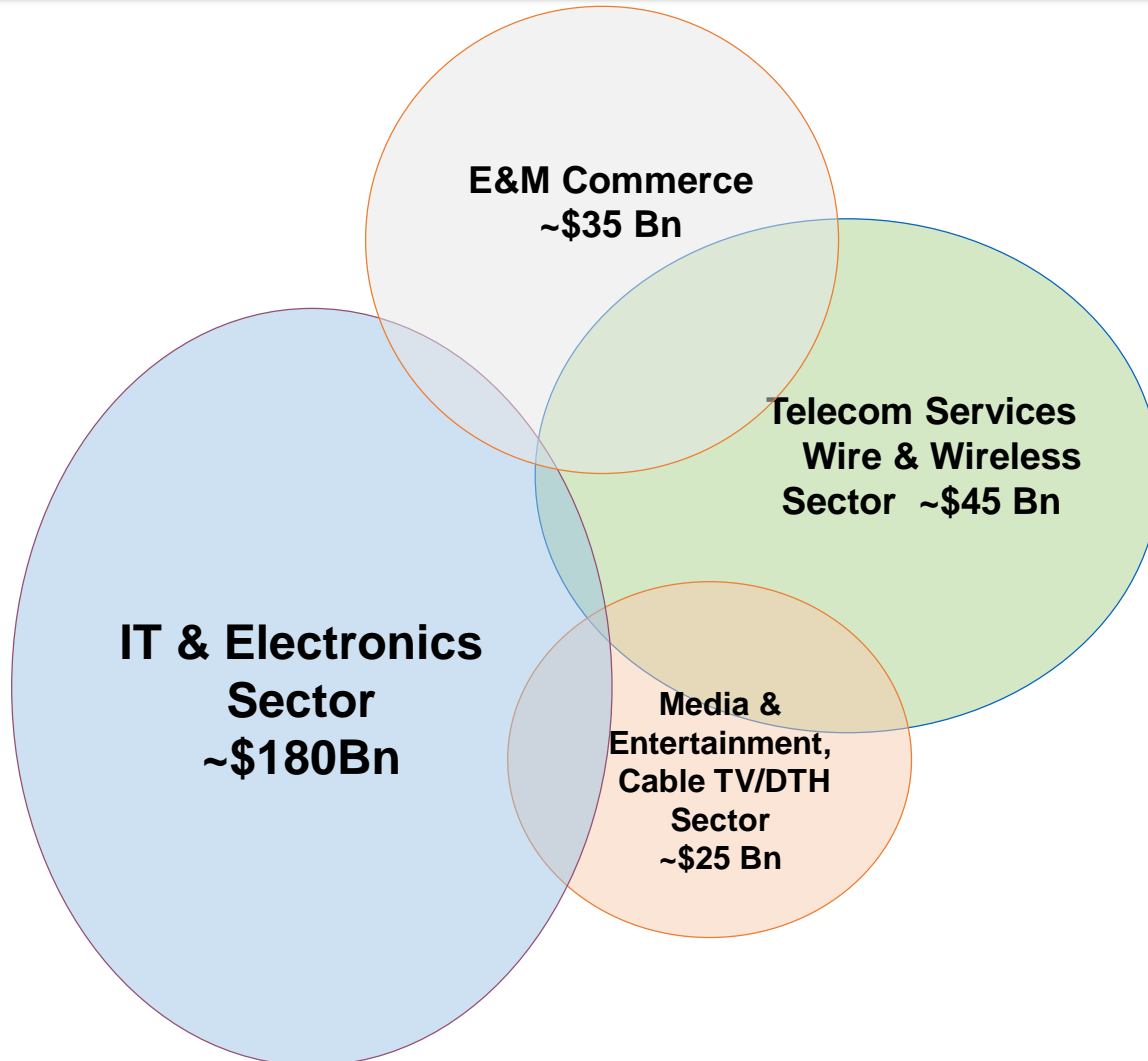 E&M Commerce
~$35 Bn
Telecom Services
Wire & Wireless
Sector ~$45 Bn
IT & Electronics
Sector
~$180Bn
Media &
Entertainment,
Cable TV/DTH
Sector
~$25 Bn